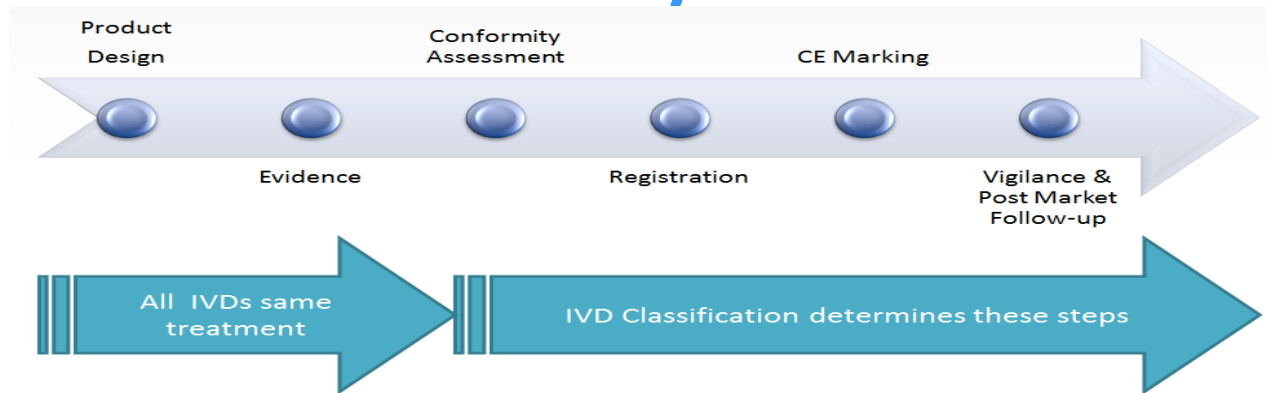 Product
Design
Conformity
Assessment
CE Marking
Evidence
Registration
Vigilance &
Post Market
Follow-up
All IVDs same
treatment
IVD Classification determines these steps